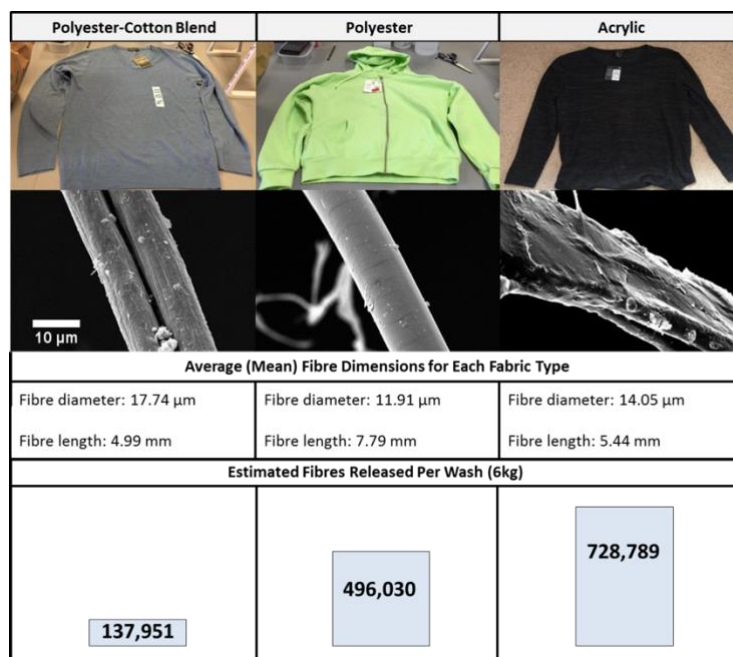 Polyester-Cotton Blend
Polyester
Acrylic
10 µm
Average (Mean) Fibre Dimensions for Each Fabric Type
Fibre diameter: 17.74 µm
Fibre length: 4.99 mm
Fibre diameter: 11.91 µm
Fibre length: 7.79 mm
Fibre diameter: 14.05 µm
Fibre length: 5.44 mm
Estimated Fibres Released Per Wash (6kg)
137,951
496,030
728,789